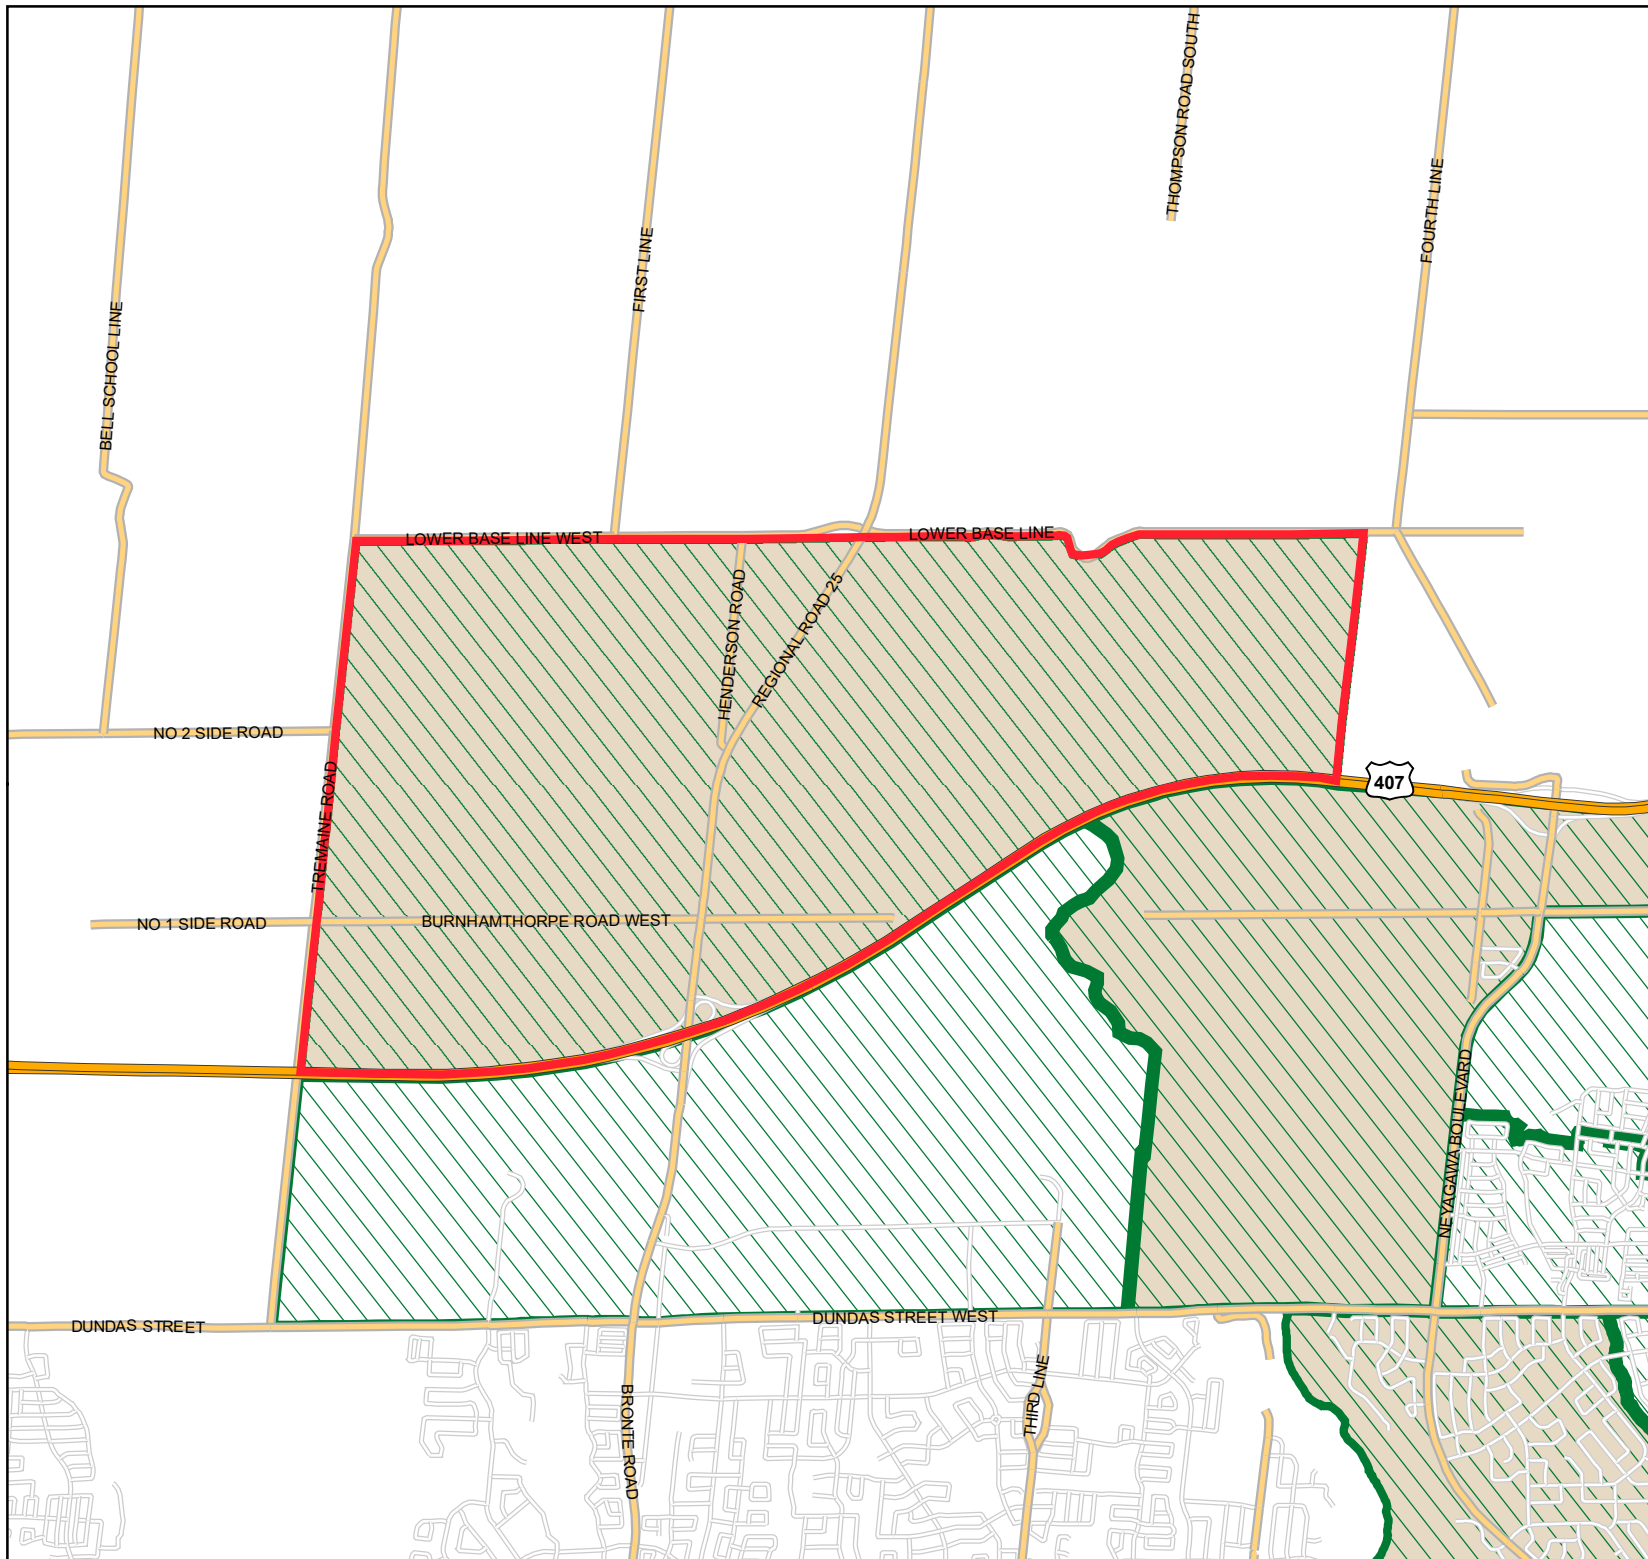 THOMPSON ROAD SOUTH
FOURTH LINE
FIRST LINE
BELL SCHOOL LINE
LOWER BASE LINE WEST
LOWER BASE LINE
HENDERSON ROAD
REGIONAL ROAD 25
NO 2 SIDE ROAD
TREMAINE ROAD
407
NO 1 SIDE ROAD
BURNHAMTHORPE ROAD WEST
NEYAGAWA BOULEVARD
DUNDAS STREET
DUNDAS STREET WEST
BRONTE ROAD
THIRD LINE